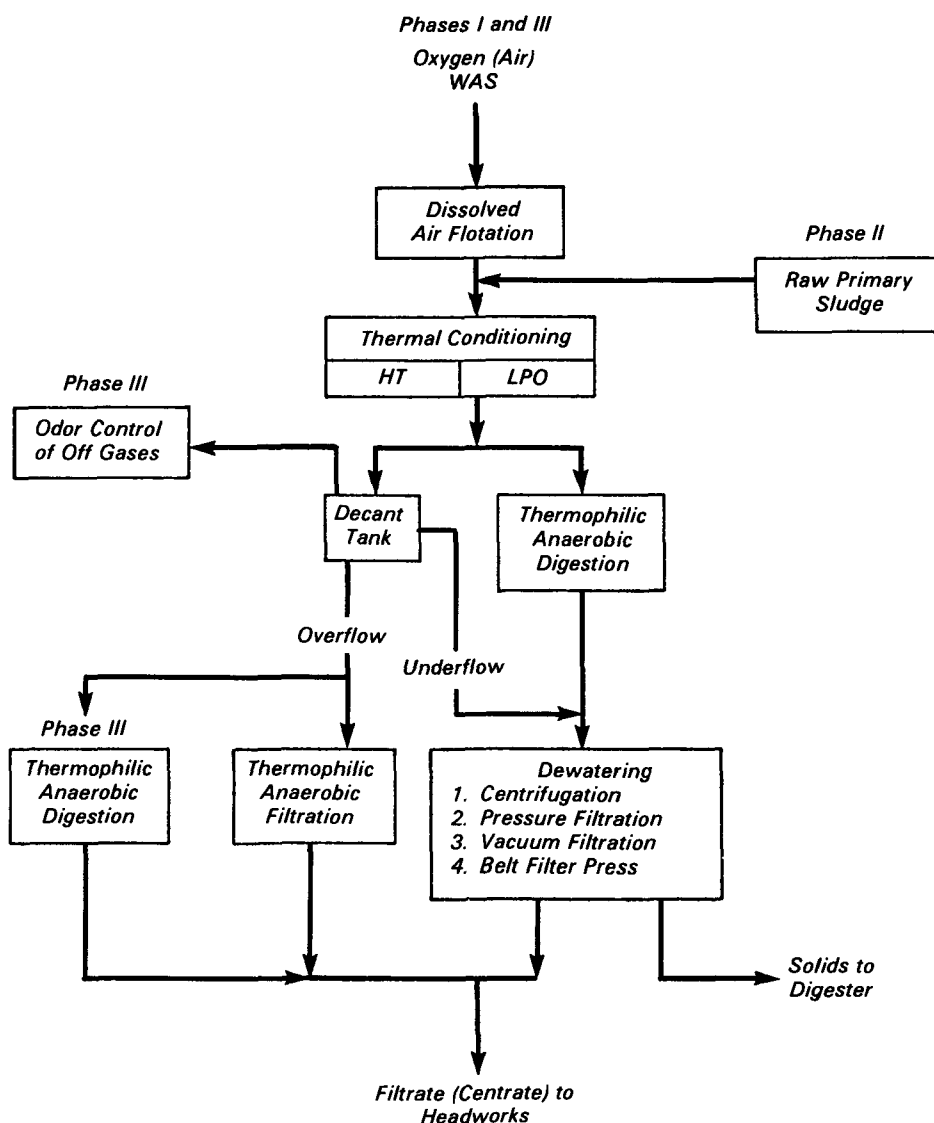 Phases I and III
Oxygen (Air)
WAS
Dissolved
Air Flotation
Phase II
Raw Primary
Sludge
Thermal Conditioning
HT
LPO
Phase III
Odor Control
of Off Gases
Decant
Tank
Thermophilic
Anaerobic
Digestion
Overflow
Underflow
Phase III
Thermophilic
Anaerobic
Digestion
Thermophilic
Anaerobic
Filtration
Dewatering
1. Centrifugation
2. Pressure Filtration
3. Vacuum Filtration
4. Belt Filter Press
Solids to
Digester
Filtrate (Centrate) to
Headworks